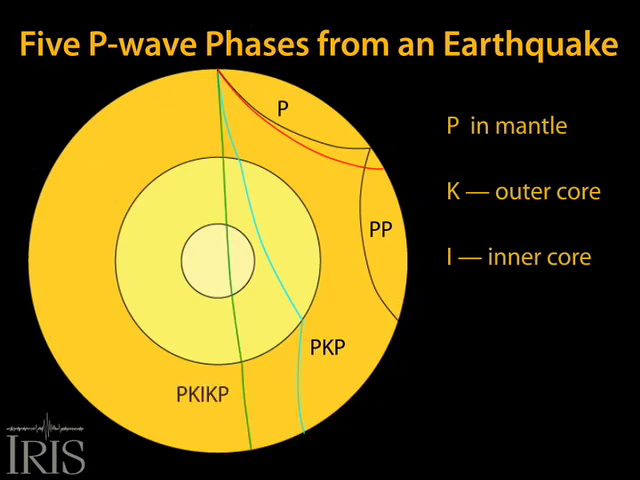 Five P-wave Phases from an Earthquake
P
P in mantle
K — outer core
PP
I — inner core
PKP
PKIKP
IRIS